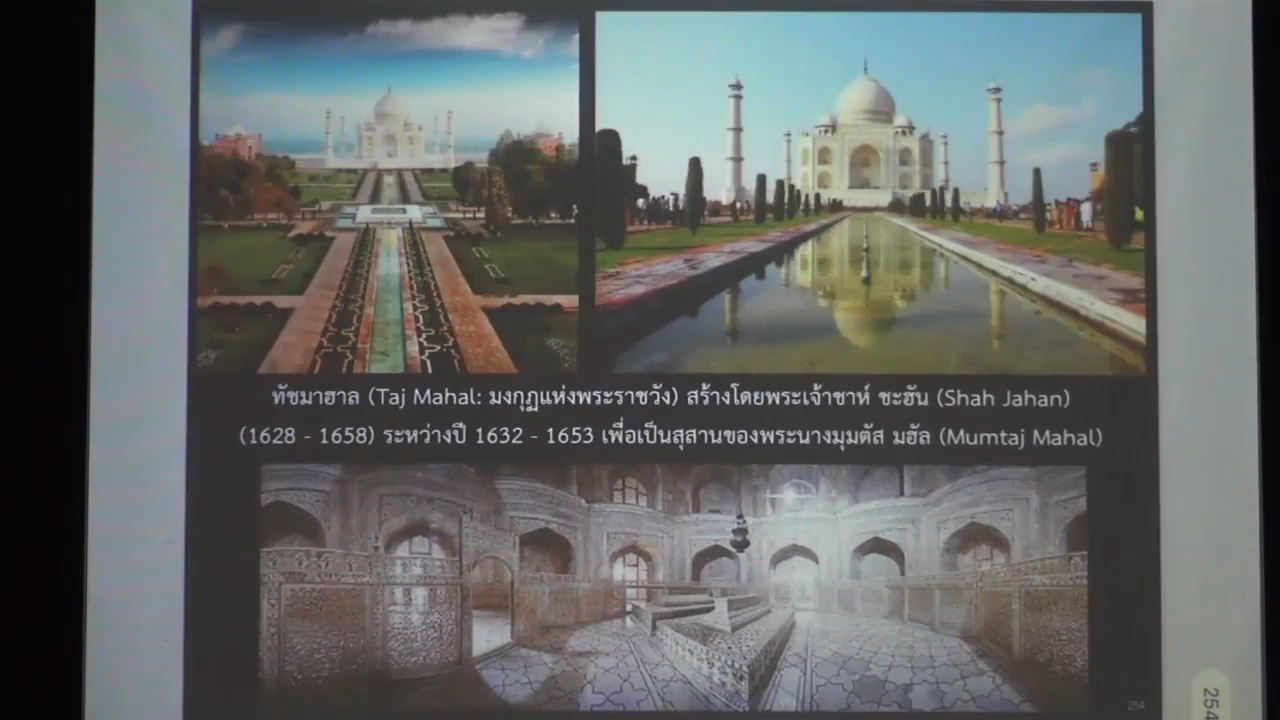 ทัชมาฮาล (Taj Mahal: มงกุฎแห่งพระราชวัง) สร้างโดยพระเจ้าชาห์ ชะฮัน (Shah Jahan)
(1628 - 1658) ระหว่างปี 1632 - 1653 เพื่อเป็นสุสานของพระนางมุมตัส มฮัล (Mumtaj Mahal)
254
254